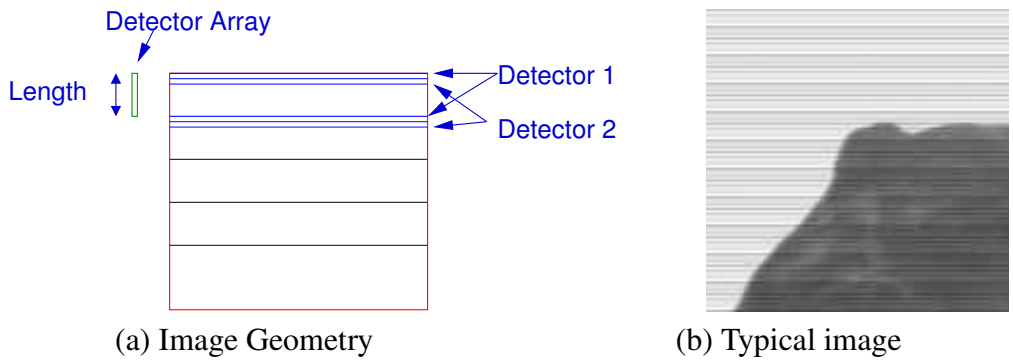 Detector Array
Length
Detector 1
Detector 2
(a) Image Geometry
(b) Typical image